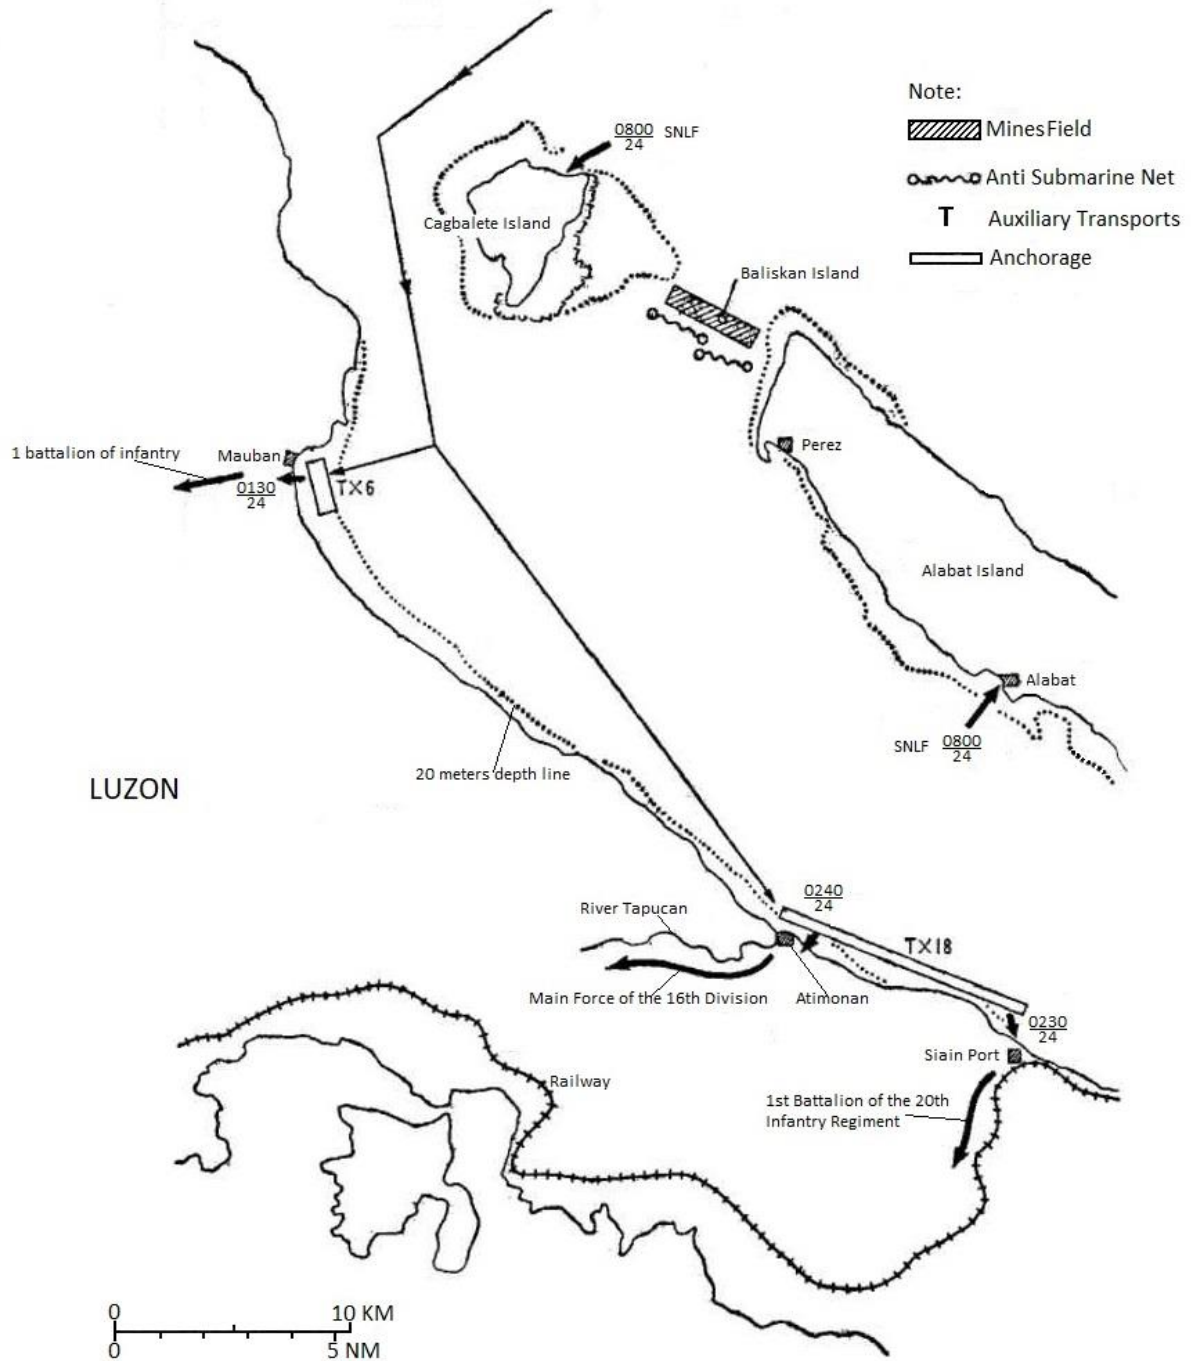 Note:
MinesField
Anti Submarine Net
T Auxiliary Transports
Anchorage
0800
24
SNLF
Cagbalete Island
Baliskan Island
1 battalion of infantry
Mauban
0130
24
TX6
Perez
Alabat Island
Alabat
SNLF
0800
24
20 meters depth line
LUZON
0240
24
River Tapucan
TX18
Main Force of the 16th Division
Atimonan
0230
24
Siain Port
Railway
1st Battalion of the 20th
Infantry Regiment
0 10 KM
0 5 NM